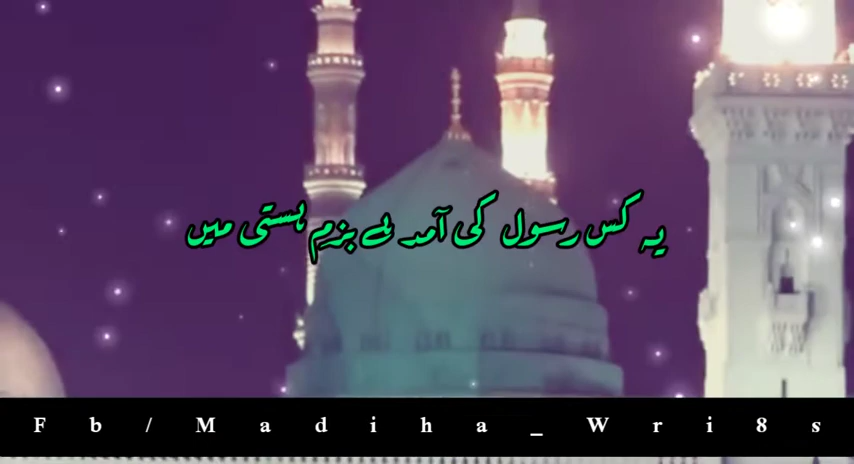 یہ کس رسول کی آمد ہے بزمِ ہستی میں
Fb/Madiha_Wri8s